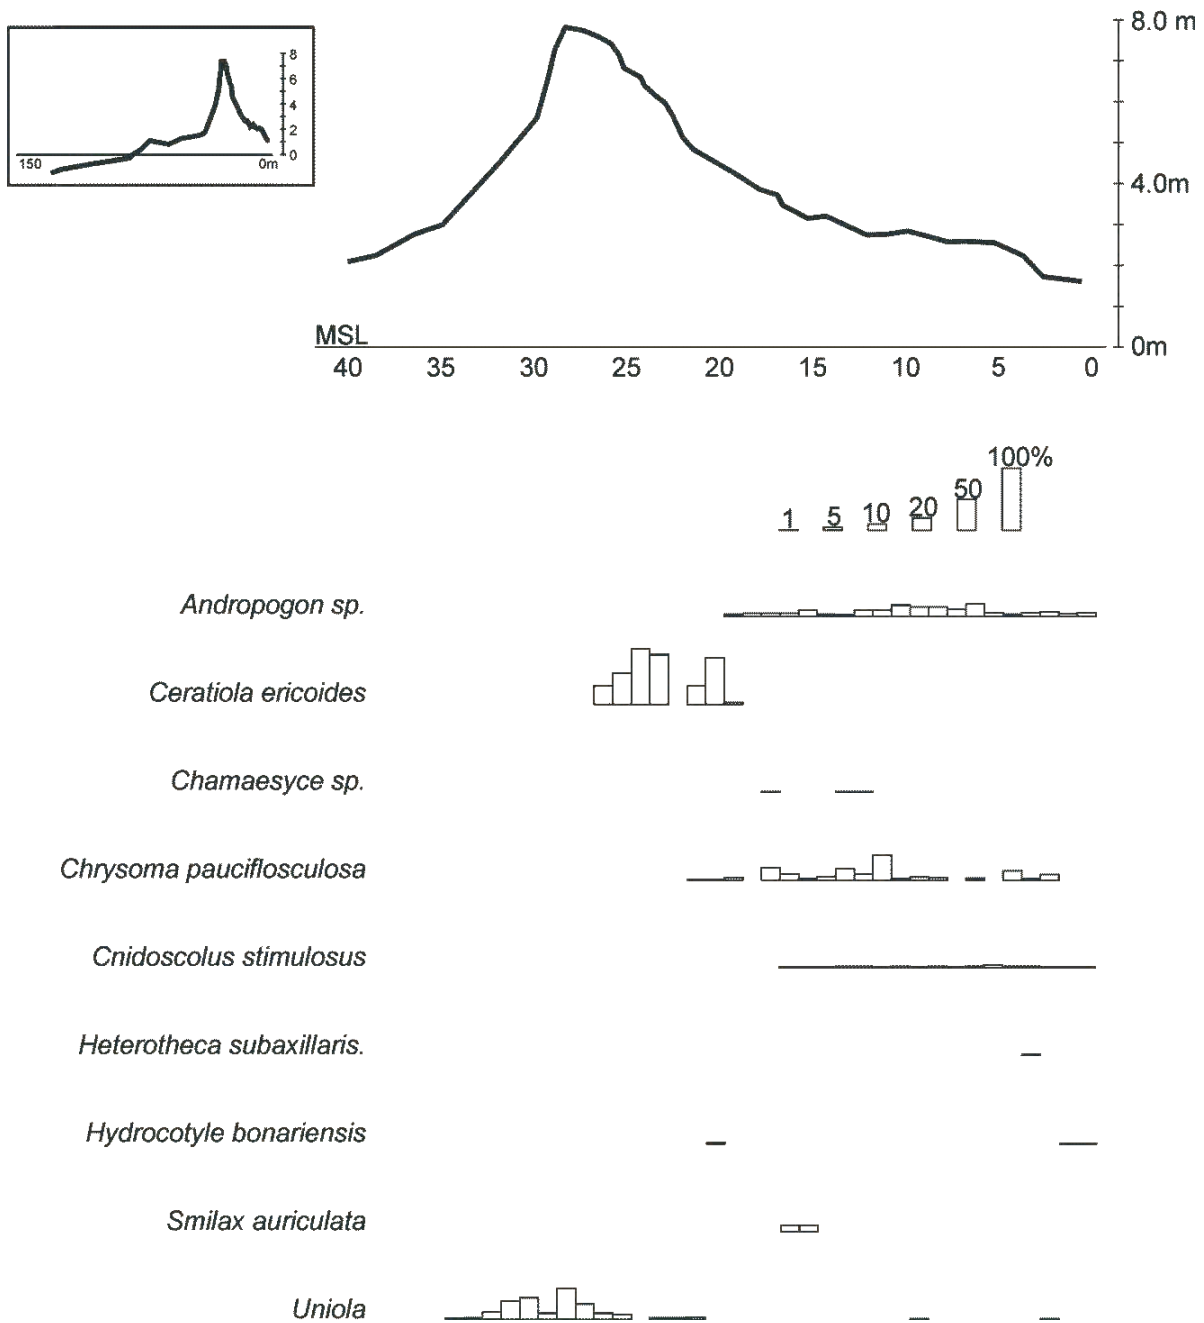 8.0 m
8
6
4
2
0
150
0m
4.0m
MSL
0m
40 35 30 25 20 15 10 5 0
100%
50
20
10
5
1
Andropogon sp.
Ceratiola ericoides
Chamaesyce sp.
Chrysoma pauciflosculosa
Cnidoscolus stimulosus
Heterotheca subaxillaris.
Hydrocotyle bonariensis
Smilax auriculata
Uniola